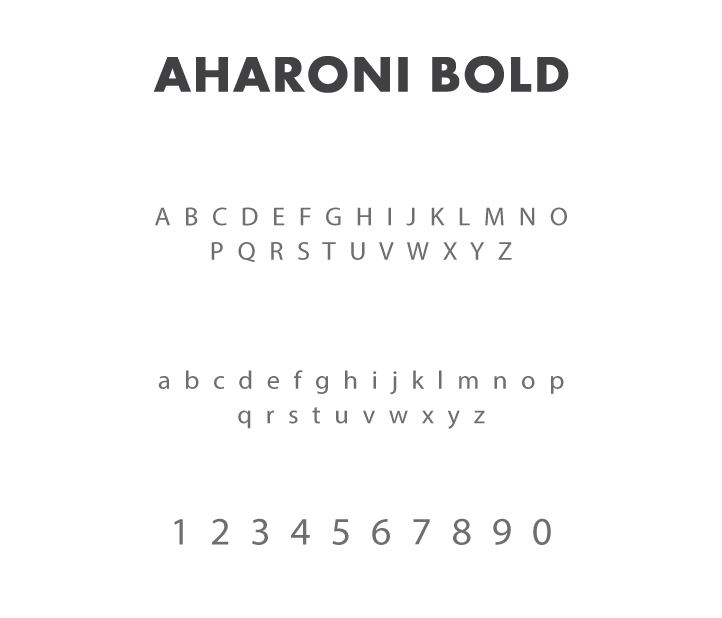 AHARONI BOLD
A B C D E F G H I J K L M N O
P Q R S T U V W X Y Z
a b c d e f g h i j k l m n o p
q r s t u v w x y z
1 2 3 4 5 6 7 8 9 0